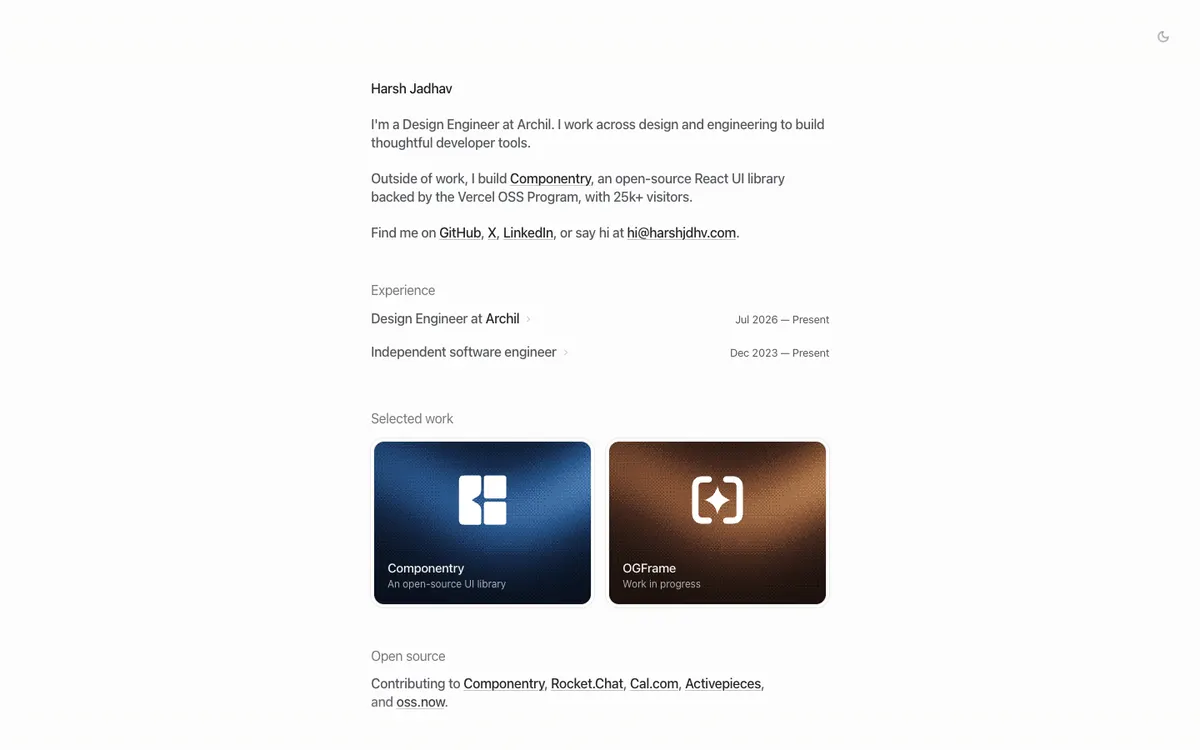 Harsh Jadhav
I'm a Design Engineer at Archil. I work across design and engineering to build
thoughtful developer tools.
Outside of work, I build Componentry, an open-source React UI library
backed by the Vercel OSS Program, with 25k+ visitors.
Find me on GitHub, X, LinkedIn, or say hi at hi@harshjdhv.com.
Experience
Design Engineer at Archil
Jul 2026 — Present
Independent software engineer
Dec 2023 — Present
Selected work
Componentry
An open-source UI library
OGFrame
Work in progress
Open source
Contributing to Componentry, Rocket.Chat, Cal.com, Activepieces,
and oss.now.